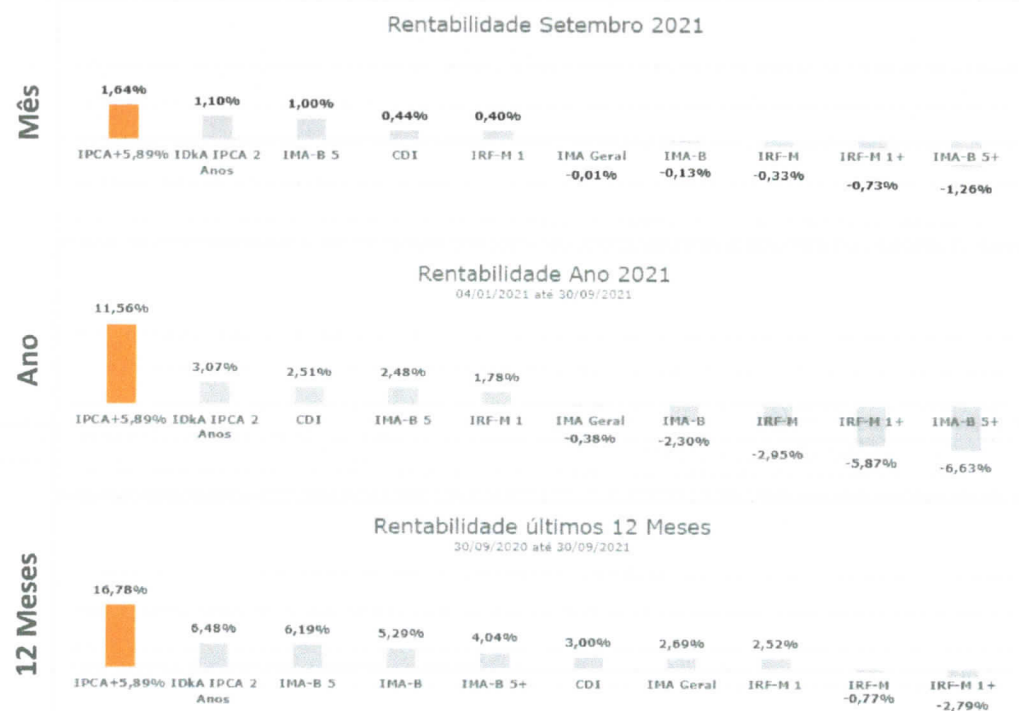 Rentabilidade Setembro 2021
Mês
1,64% 1,10% 1,00% 0,44% 0,40%
IPCA+5,89% IDkA IPCA 2 Anos IMA-B 5 CDI IRF-M 1 IMA Geral IMA-B IRF-M IRF-M 1+ IMA-B 5+
-0,01% -0,13% -0,33% -0,73% -1,26%
Rentabilidade Ano 2021
04/01/2021 até 30/09/2021
Ano
11,56% 3,07% 2,51% 2,48% 1,78%
IPCA+5,89% IDkA IPCA 2 Anos CDI IMA-B 5 IRF-M 1 IMA Geral IMA-B IRF-M IRF-M 1+ IMA-B 5+
-0,38% -2,30% -2,95% -5,87% -6,63%
Rentabilidade últimos 12 Meses
30/09/2020 até 30/09/2021
12 Meses
16,78% 6,48% 6,19% 5,29% 4,04% 3,00% 2,69% 2,52%
IPCA+5,89% IDkA IPCA 2 Anos IMA-B 5 IMA-B IMA-B 5+ CDI IMA Geral IRF-M 1 IRF-M IRF-M 1+
-0,77% -2,79%